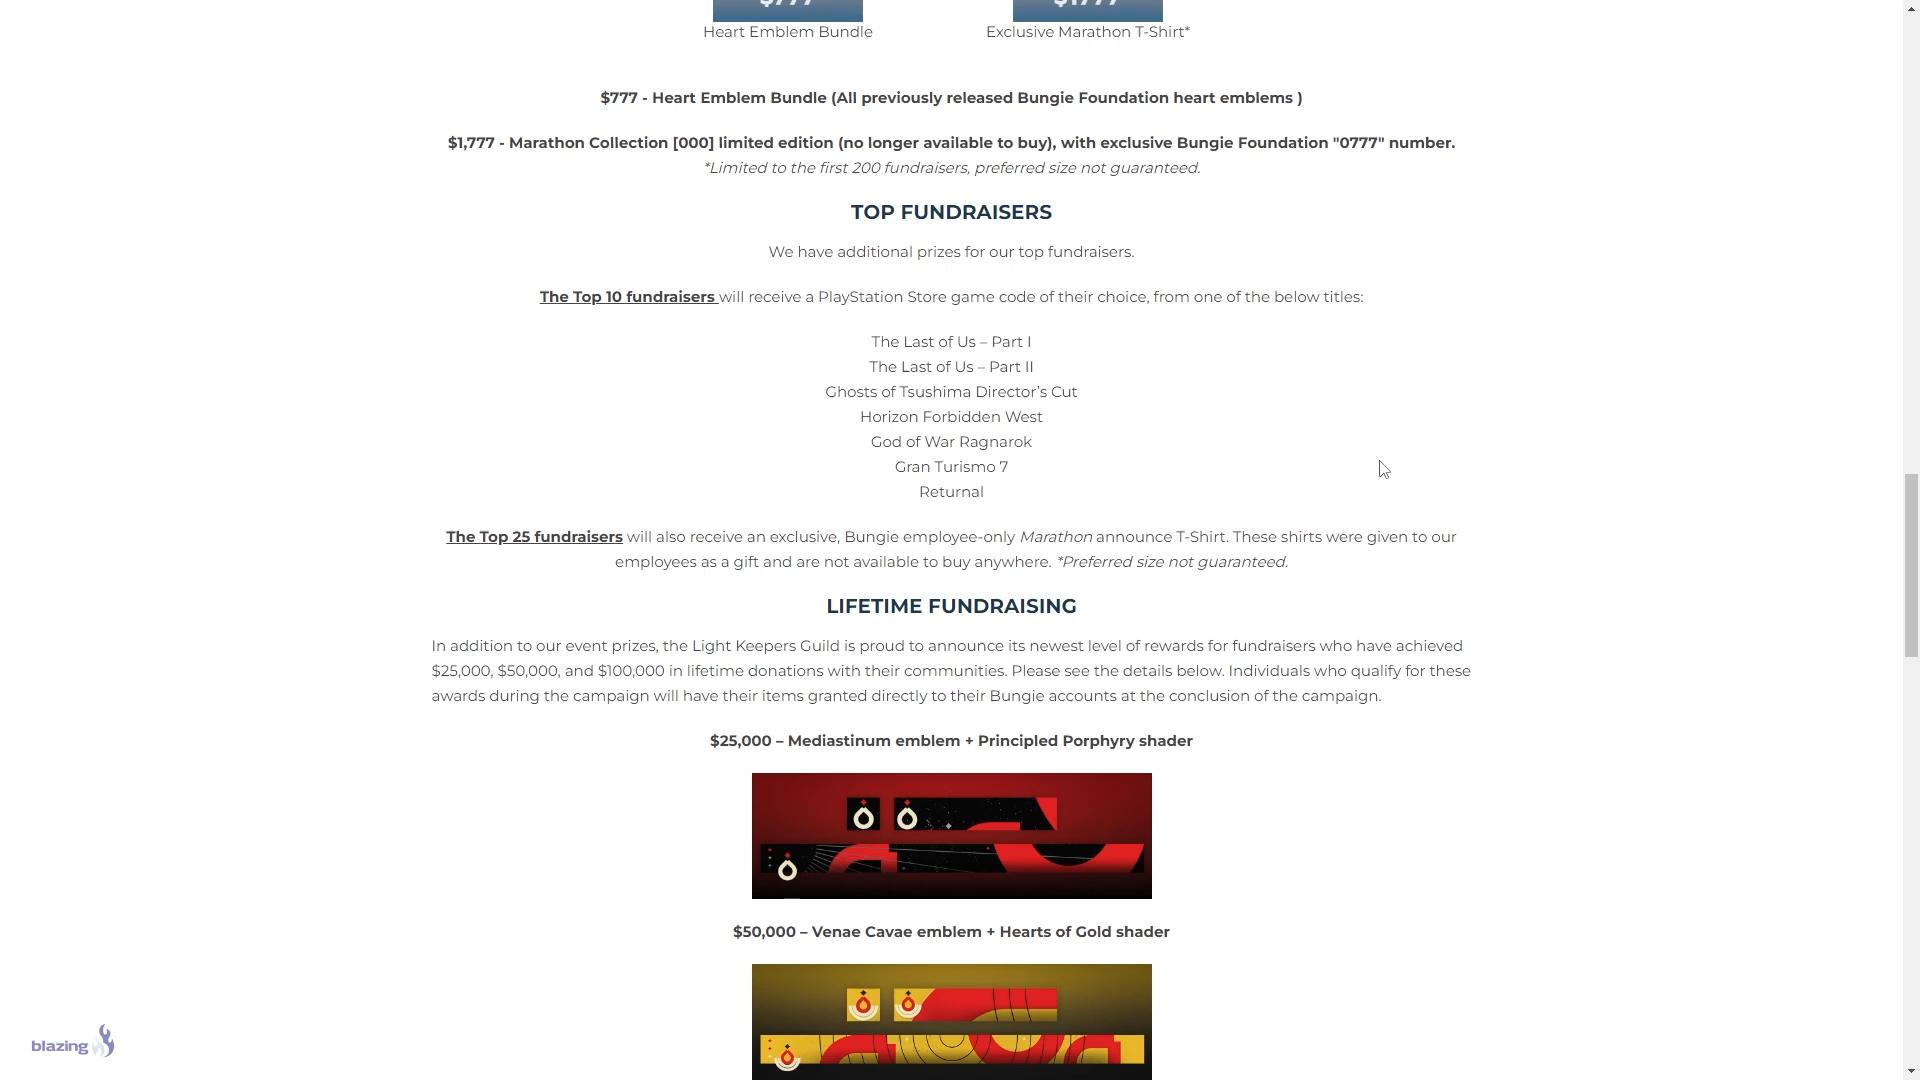 $777
$1777
Heart Emblem Bundle
Exclusive Marathon T-Shirt*
$777 - Heart Emblem Bundle (All previously released Bungie Foundation heart emblems )
$1,777 - Marathon Collection [000] limited edition (no longer available to buy), with exclusive Bungie Foundation "0777" number.
*Limited to the first 200 fundraisers, preferred size not guaranteed.
TOP FUNDRAISERS
We have additional prizes for our top fundraisers.
The Top 10 fundraisers will receive a PlayStation Store game code of their choice, from one of the below titles:
The Last of Us – Part I
The Last of Us – Part II
Ghosts of Tsushima Director’s Cut
Horizon Forbidden West
God of War Ragnarok
Gran Turismo 7
Returnal
The Top 25 fundraisers will also receive an exclusive, Bungie employee-only Marathon announce T-Shirt. These shirts were given to our
employees as a gift and are not available to buy anywhere. *Preferred size not guaranteed.
LIFETIME FUNDRAISING
In addition to our event prizes, the Light Keepers Guild is proud to announce its newest level of rewards for fundraisers who have achieved
$25,000, $50,000, and $100,000 in lifetime donations with their communities. Please see the details below. Individuals who qualify for these
awards during the campaign will have their items granted directly to their Bungie accounts at the conclusion of the campaign.
$25,000 – Mediastinum emblem + Principled Porphyry shader
$50,000 – Venae Cavae emblem + Hearts of Gold shader
blazing